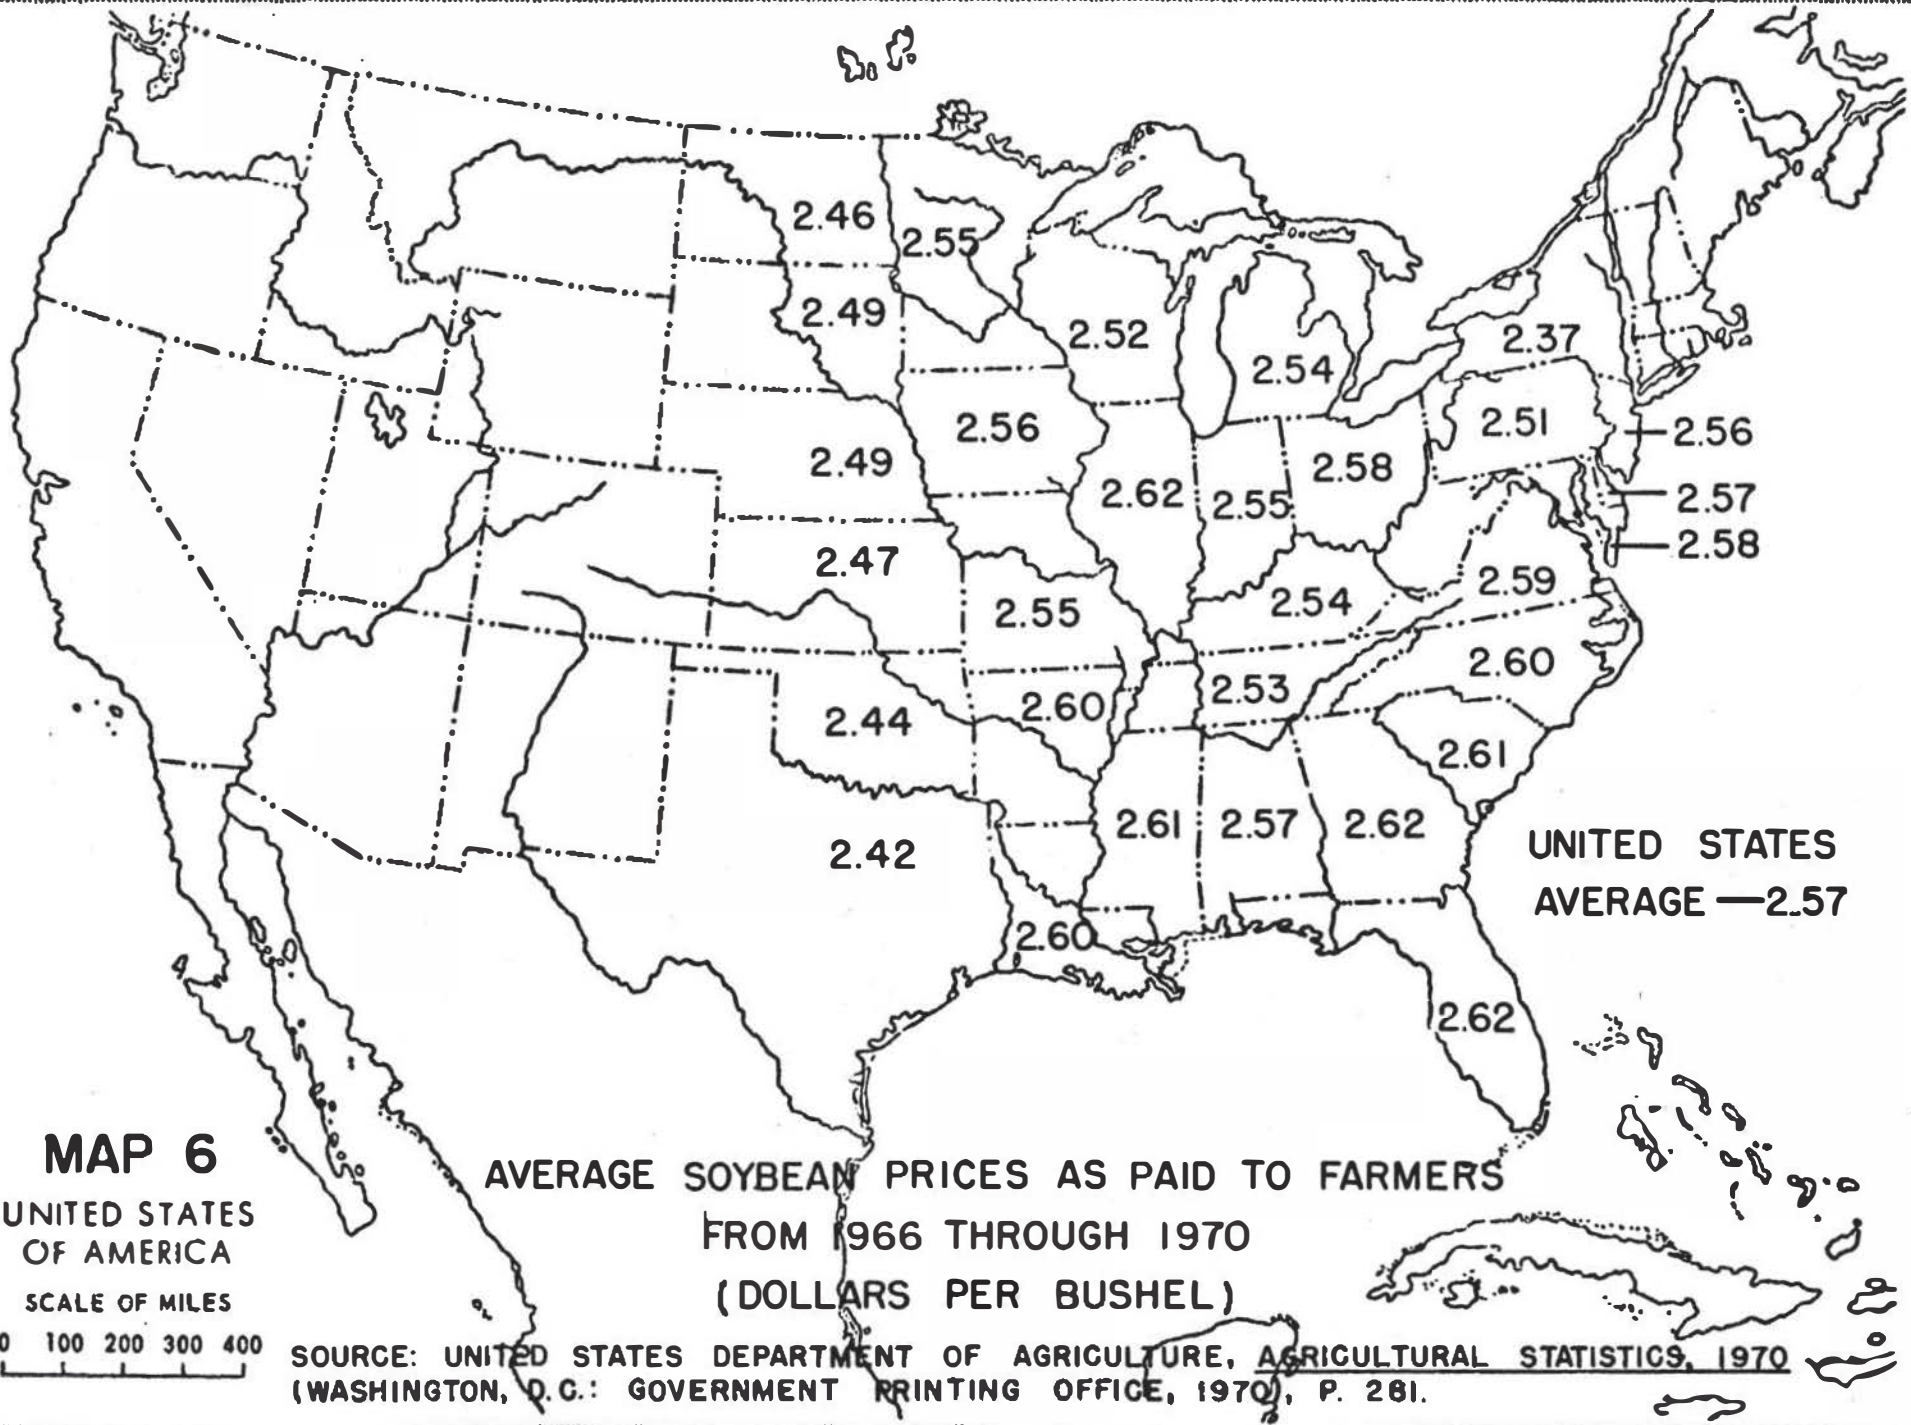 2.46
2.55
2.49
2.52
2.37
2.54
2.56
2.51
2.56
2.49
2.62
2.55
2.58
2.57
2.58
2.47
2.55
2.54
2.59
2.60
2.53
2.60
2.44
2.61
2.42
2.61
2.57
2.62
UNITED STATES
AVERAGE—2.57
2.60
2.62
MAP 6
UNITED STATES
OF AMERICA
SCALE OF MILES
0 100 200 300 400
AVERAGE SOYBEAN PRICES AS PAID TO FARMERS
FROM 1966 THROUGH 1970
(DOLLARS PER BUSHEL)
SOURCE: UNITED STATES DEPARTMENT OF AGRICULTURE, AGRICULTURAL STATISTICS, 1970
(WASHINGTON, D.C.: GOVERNMENT PRINTING OFFICE, 1970), P. 281.